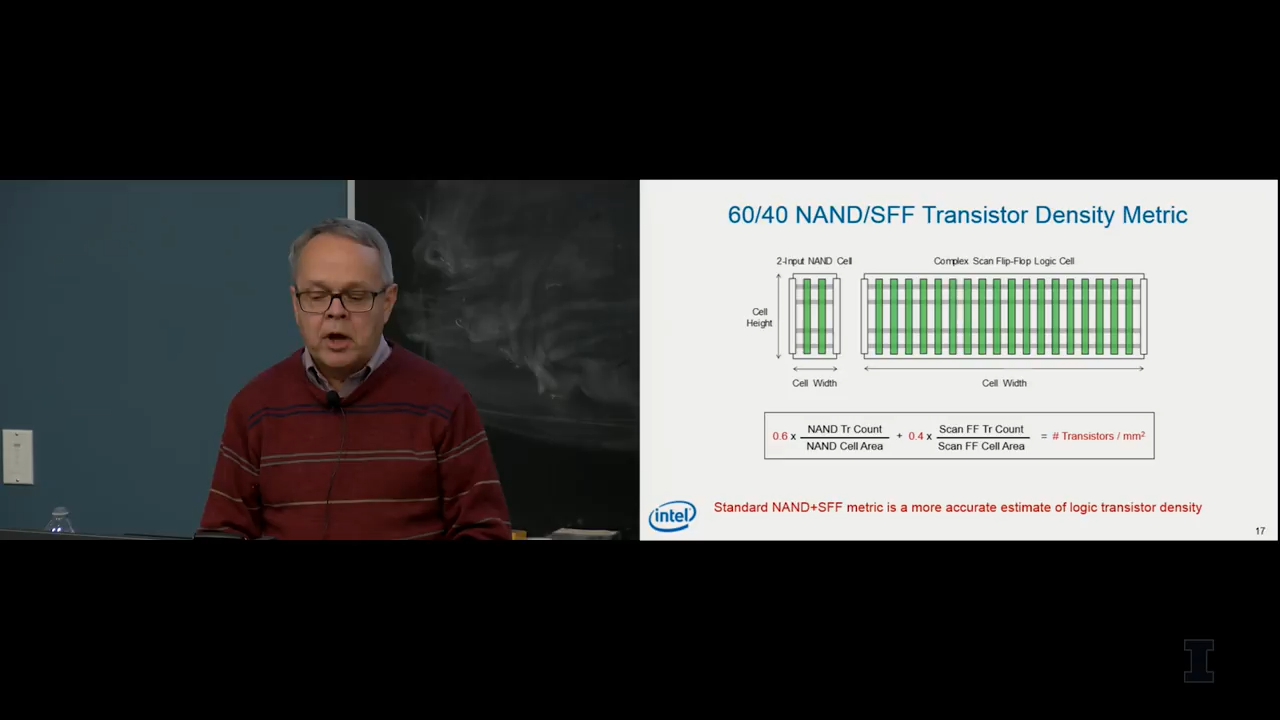 60/40 NAND/SFF Transistor Density Metric
2-Input NAND Cell
Complex Scan Flip-Flop Logic Cell
Cell
Height
Cell Width
Cell Width
0.6 x NAND Tr Count / NAND Cell Area + 0.4 x Scan FF Tr Count / Scan FF Cell Area = # Transistors / mm²
Standard NAND+SFF metric is a more accurate estimate of logic transistor density
intel
17
I